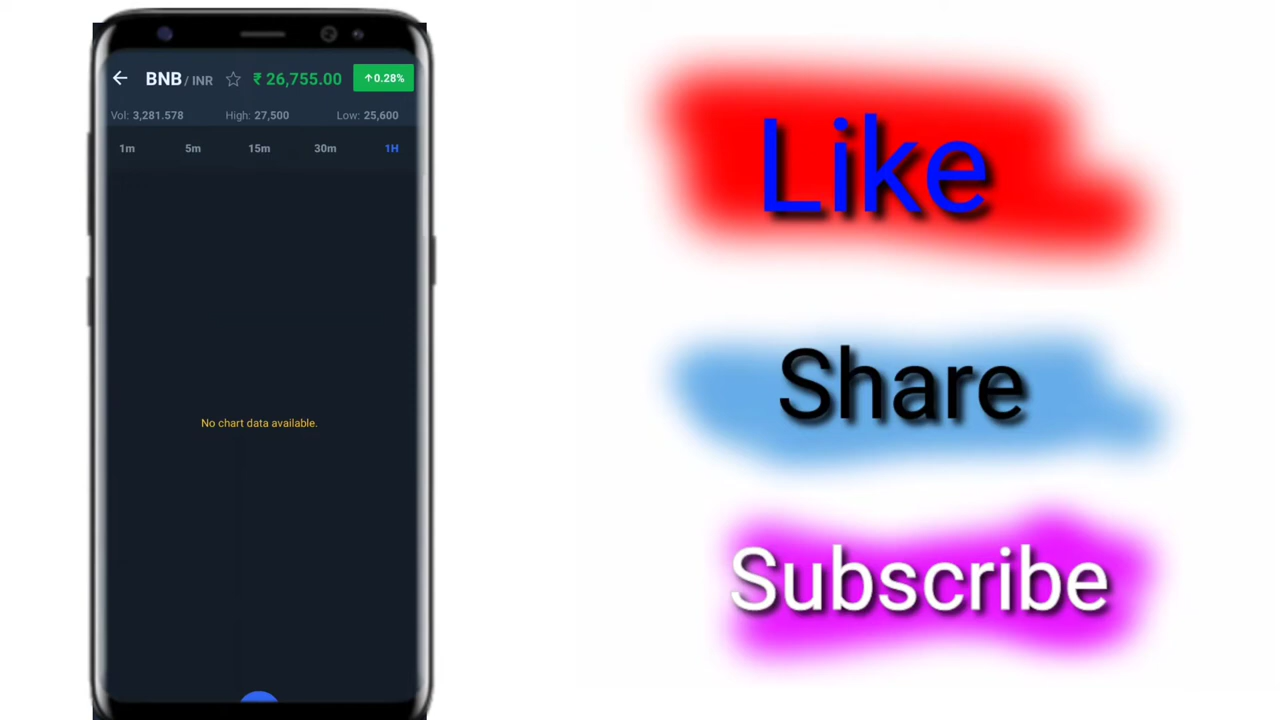 BNB / INR ☆ ₹ 26,755.00 ↑0.28%
Vol: 3,281.578 High: 27,500 Low: 25,600
1m 5m 15m 30m 1H
No chart data available.
Like
Share
Subscribe